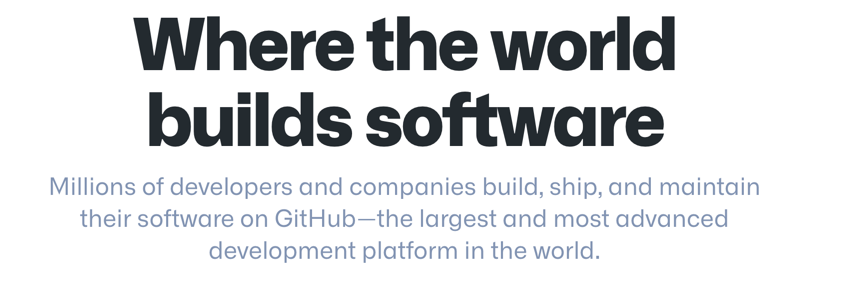 Where the world
builds software
Millions of developers and companies build, ship, and maintain
their software on GitHub—the largest and most advanced
development platform in the world.